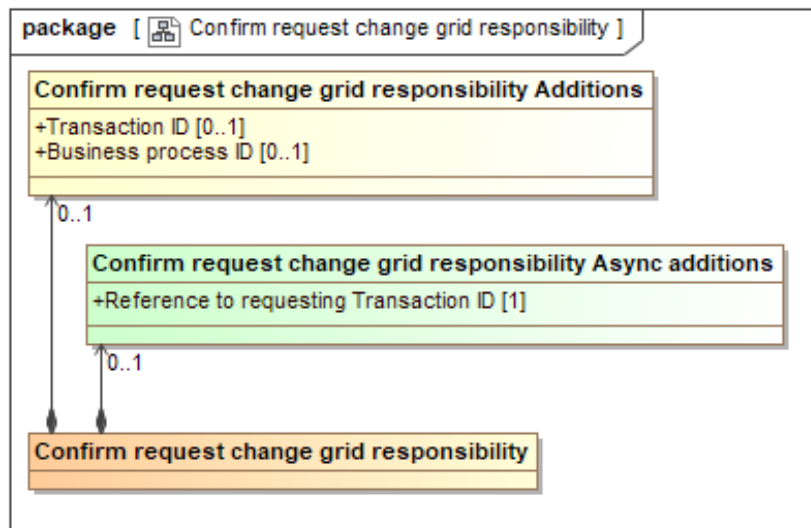 package [ Confirm request change grid responsibility ]
Confirm request change grid responsibility Additions
+Transaction ID [0..1]
+Business process ID [0..1]
0..1
Confirm request change grid responsibility Async additions
+Reference to requesting Transaction ID [1]
0..1
Confirm request change grid responsibility